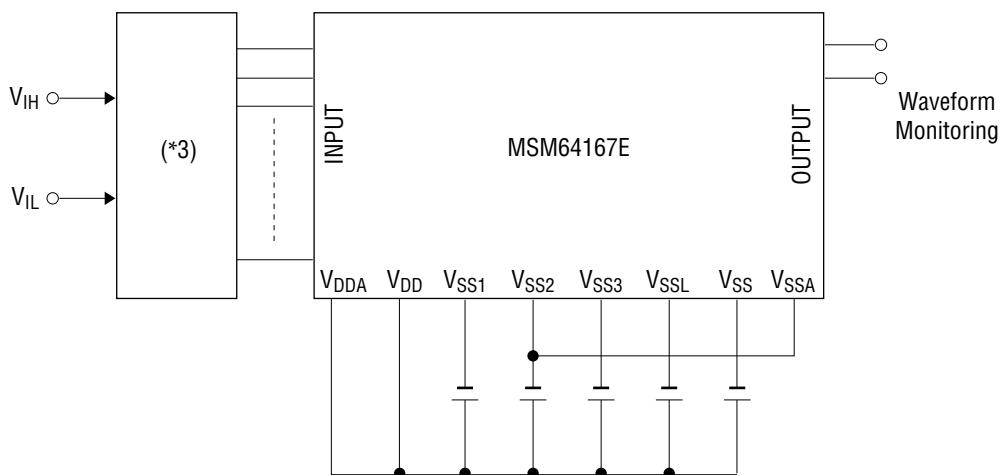 V_IH
V_IL
(*3)
INPUT
MSM64167E
OUTPUT
Waveform
Monitoring
V_DDA V_DD V_SS1 V_SS2 V_SS3 V_SSL V_SS V_SSA